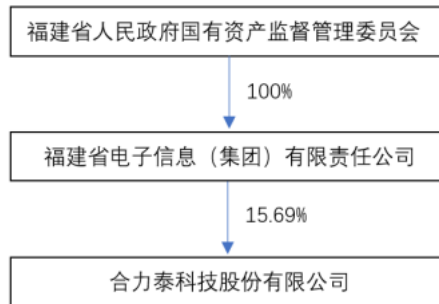 福建省人民政府国有资产监督管理委员会
100%
福建省电子信息（集团）有限责任公司
15.69%
合力泰科技股份有限公司